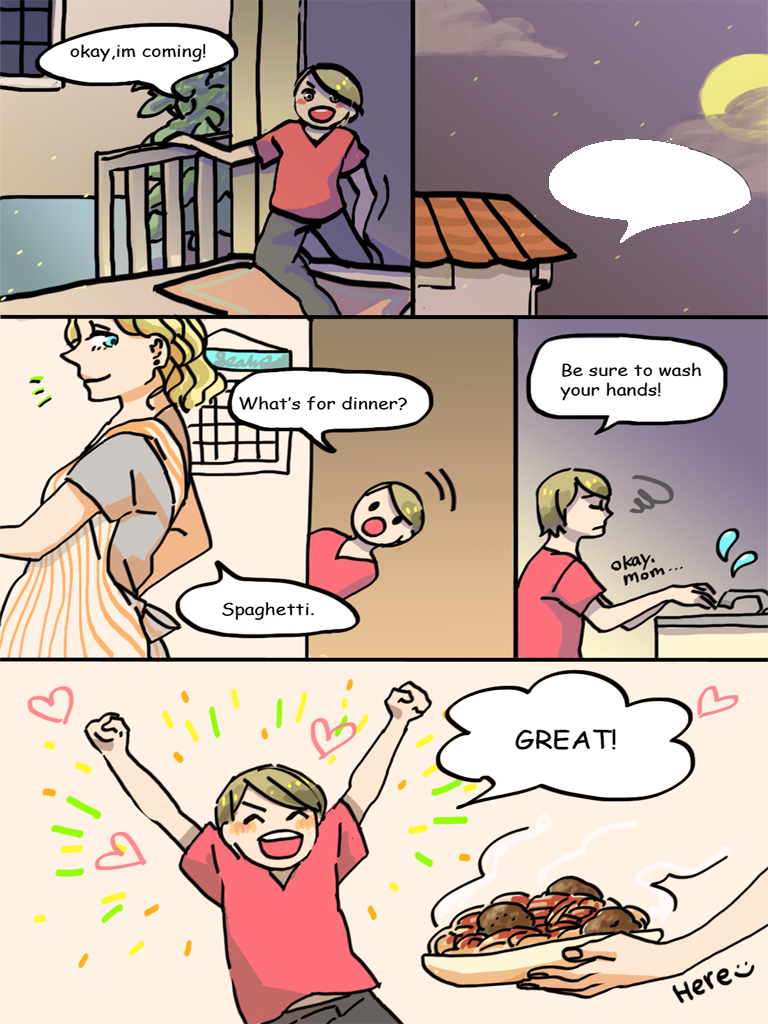 okay,im coming!
What's for dinner?
Spaghetti.
Be sure to wash
your hands!
okay.
mom...
GREAT!
Here